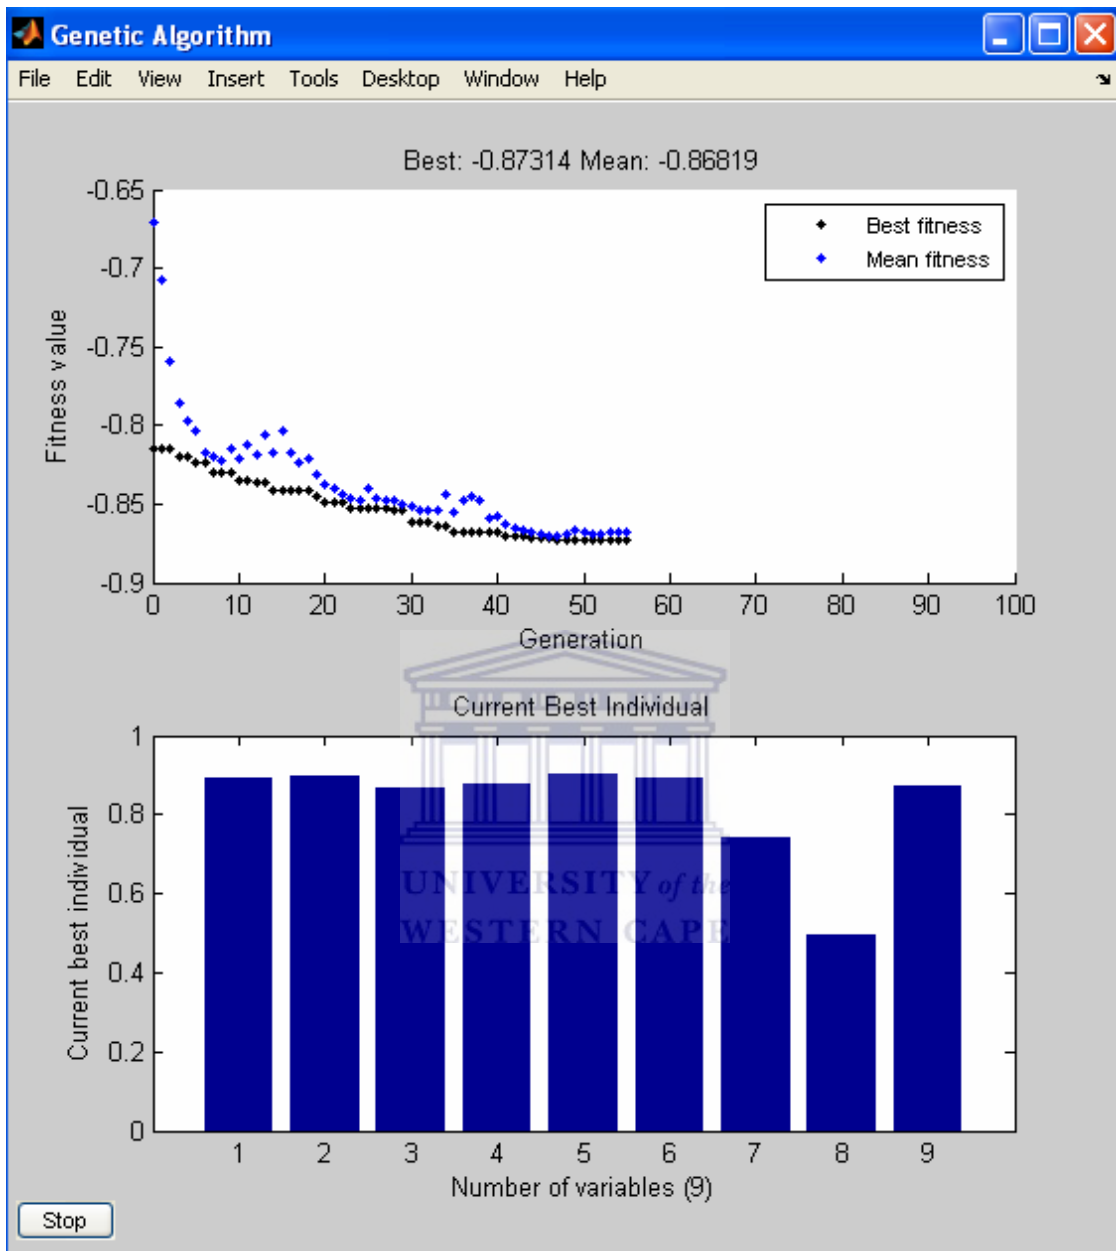 Genetic Algorithm
File Edit View Insert Tools Desktop Window Help
Best: -0.87314 Mean: -0.86819
-0.65
-0.7
-0.75
-0.8
-0.85
-0.9
Fitness value
Best fitness
Mean fitness
0 10 20 30 40 50 60 70 80 90 100
Generation
Current Best Individual
1
0.8
0.6
0.4
0.2
0
Current best individual
UNIVERSITY of the
WESTERN CAPE
1 2 3 4 5 6 7 8 9
Number of variables (9)
Stop